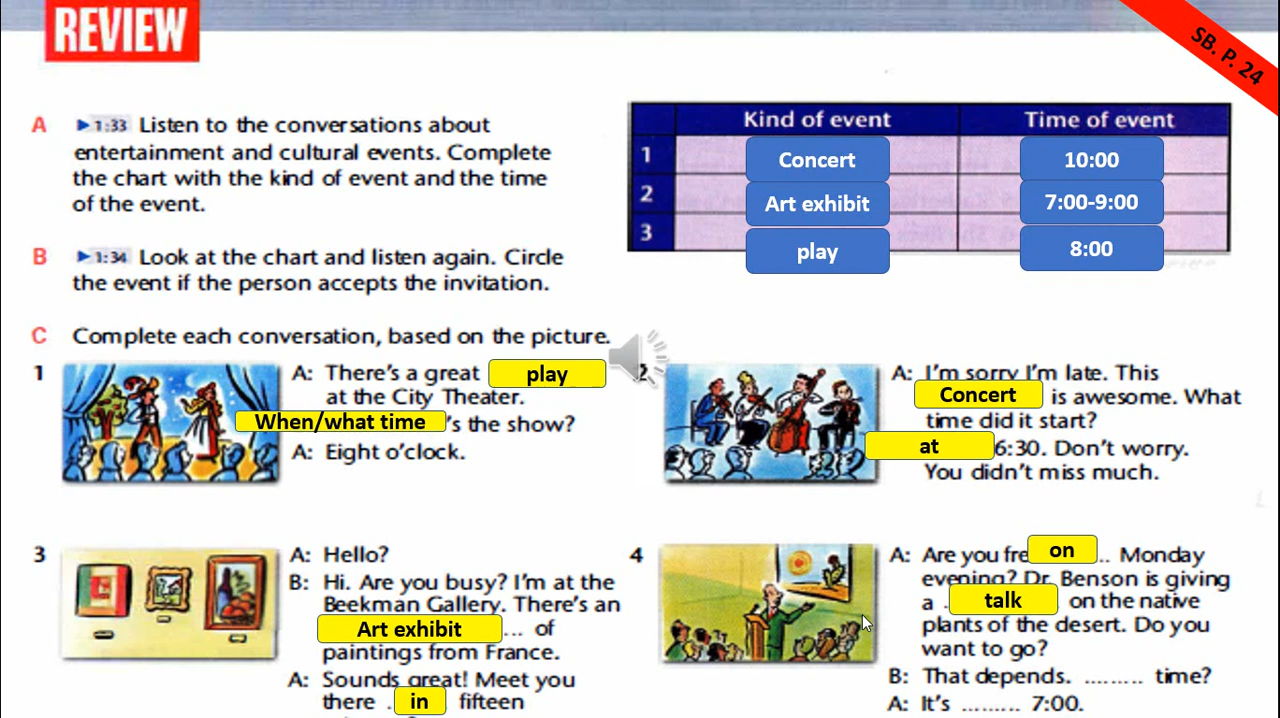 REVIEW
SB. P. 24
A 1:33 Listen to the conversations about
entertainment and cultural events. Complete
the chart with the kind of event and the time
of the event.
B 1:34 Look at the chart and listen again. Circle
the event if the person accepts the invitation.
Kind of event Time of event
1 Concert 10:00
2 Art exhibit 7:00-9:00
3 play 8:00
C Complete each conversation, based on the picture.
1
A: There's a great play
at the City Theater.
When/what time 's the show?
A: Eight o'clock.
2
A: I'm sorry I'm late. This
Concert is awesome. What
time did it start?
at 6:30. Don't worry.
You didn't miss much.
3
A: Hello?
B: Hi. Are you busy? I'm at the
Beekman Gallery. There's an
Art exhibit ... of
paintings from France.
A: Sounds great! Meet you
there . in fifteen
4
A: Are you fre on .. Monday
evening? Dr. Benson is giving
a . talk on the native
plants of the desert. Do you
want to go?
B: That depends. ......... time?
A: It's ......... 7:00.